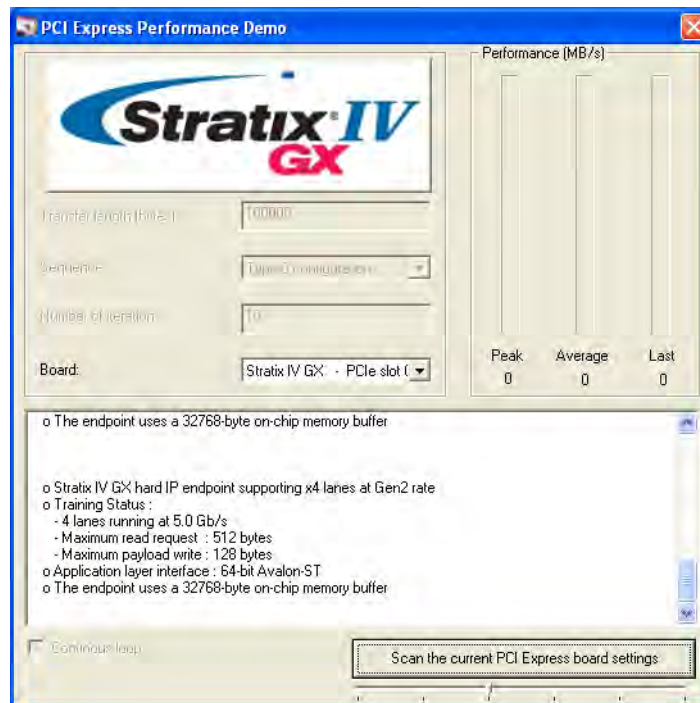 PCI Express Performance Demo
Performance (MB/s)
Stratix® IV
GX
100000
Sequence
Type 0 configuration
Number of iteration
10
Board:
Stratix IV GX - PCIe slot
Peak Average Last
0 0 0
o The endpoint uses a 32768-byte on-chip memory buffer
o Stratix IV GX hard IP endpoint supporting x4 lanes at Gen2 rate
o Training Status :
- 4 lanes running at 5.0 Gb/s
- Maximum read request : 512 bytes
- Maximum payload write : 128 bytes
o Application layer interface : 64-bit Avalon-ST
o The endpoint uses a 32768-byte on-chip memory buffer
Continous loop
Scan the current PCI Express board settings